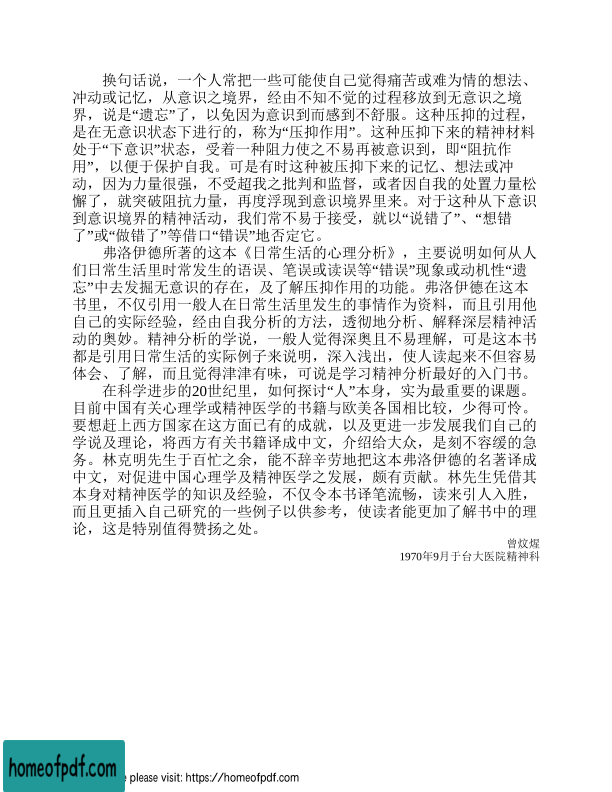 换句话说，一个人常把一些可能使自己觉得痛苦或难为情的想法、
冲动或记忆，从意识之境界，经由不知不觉的过程移放到无意识之境
界，说是“遗忘”了，以免因为意识到而感到不舒服。这种压抑的过程，
是在无意识状态下进行的，称为“压抑作用”。这种压抑下来的精神材料
处于“下意识”状态，受着一种阻力使之不易再被意识到，即“阻抗作
用”，以便于保护自我。可是有时这种被压抑下来的记忆、想法或冲
动，因为力量很强，不受超我之批判和监督，或者因自我的处置力量松
懈了，就突破阻抗力量，再度浮现到意识境界里来。对于这种从下意识
到意识境界的精神活动，我们常不易于接受，就以“说错了”、“想错
了”或“做错了”等借口“错误”地否定它。
弗洛伊德所著的这本《日常生活的心理分析》，主要说明如何从人
们日常生活里时常发生的语误、笔误或读误等“错误”现象或动机性“遗
忘”中去发掘无意识的存在，及了解压抑作用的功能。弗洛伊德在这本
书里，不仅引用一般人在日常生活里发生的事情作为资料，而且引用他
自己的实际经验，经由自我分析的方法，透彻地分析、解释深层精神活
动的奥妙。精神分析的学说，一般人觉得深奥且不易理解，可是这本书
都是引用日常生活的实际例子来说明，深入浅出，使人读起来不但容易
体会、了解，而且觉得津津有味，可说是学习精神分析最好的入门书。
在科学进步的20世纪里，如何探讨“人”本身，实为最重要的课题。
目前中国有关心理学或精神医学的书籍与欧美各国相比较，少得可怜。
要想赶上西方国家在这方面已有的成就，以及更进一步发展我们自己的
学说及理论，将西方有关书籍译成中文，介绍给大众，是刻不容缓的急
务。林克明先生于百忙之余，能不辞辛劳地把这本弗洛伊德的名著译成
中文，对促进中国心理学及精神医学之发展，颇有贡献。林先生凭借其
本身对精神医学的知识及经验，不仅令本书译笔流畅，读来引人入胜，
而且更插入自己研究的一些例子以供参考，使读者能更加了解书中的理
论，这是特别值得赞扬之处。
曾炆煋
1970年9月于台大医院精神科
homeofpdf.com
please visit: https://homeofpdf.com